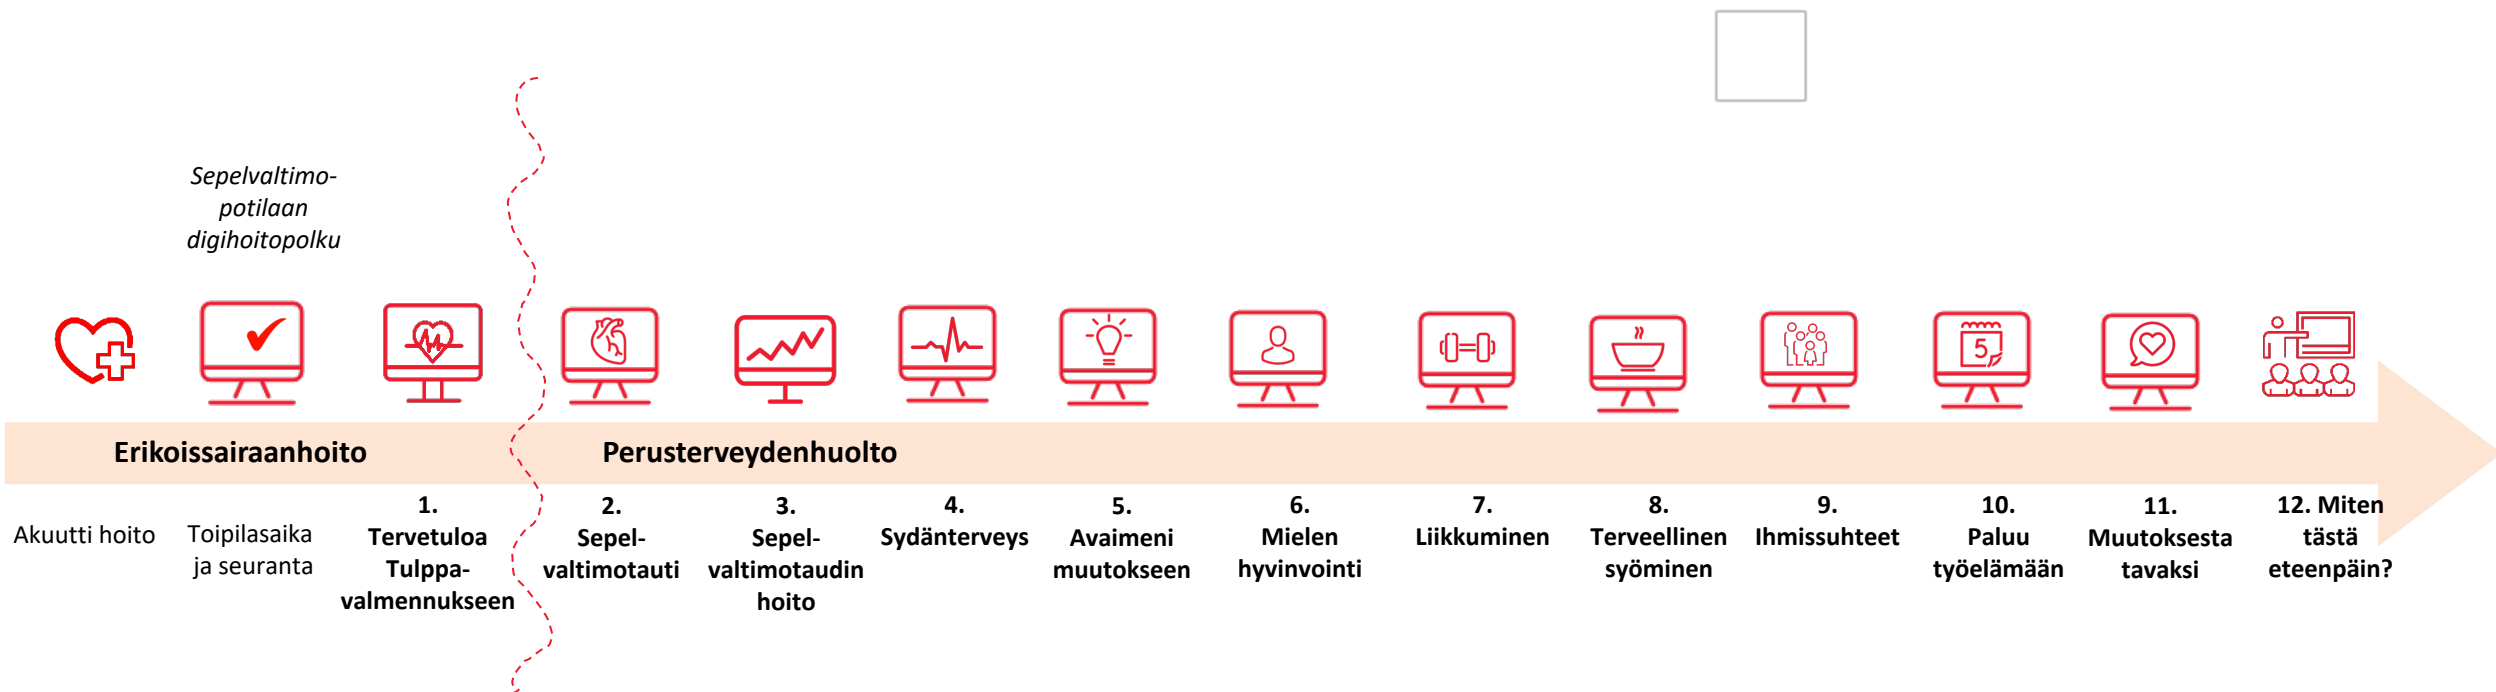 Sepelvaltimo-
potilaan
digihoitopolku
5
Erikoissairaanhoito
Perusterveydenhuolto
Akuutti hoito
Toipilasaika
ja seuranta
1.
Tervetuloa
Tulppa-
valmennukseen
2.
Sepel-
valtimotauti
3.
Sepel-
valtimotaudin
hoito
4.
Sydänterveys
5.
Avaimeni
muutokseen
6.
Mielen
hyvinvointi
7.
Liikkuminen
8.
Terveellinen
syöminen
9.
Ihmissuhteet
10.
Paluu
työelämään
11.
Muutoksesta
tavaksi
12. Miten
tästä
eteenpäin?